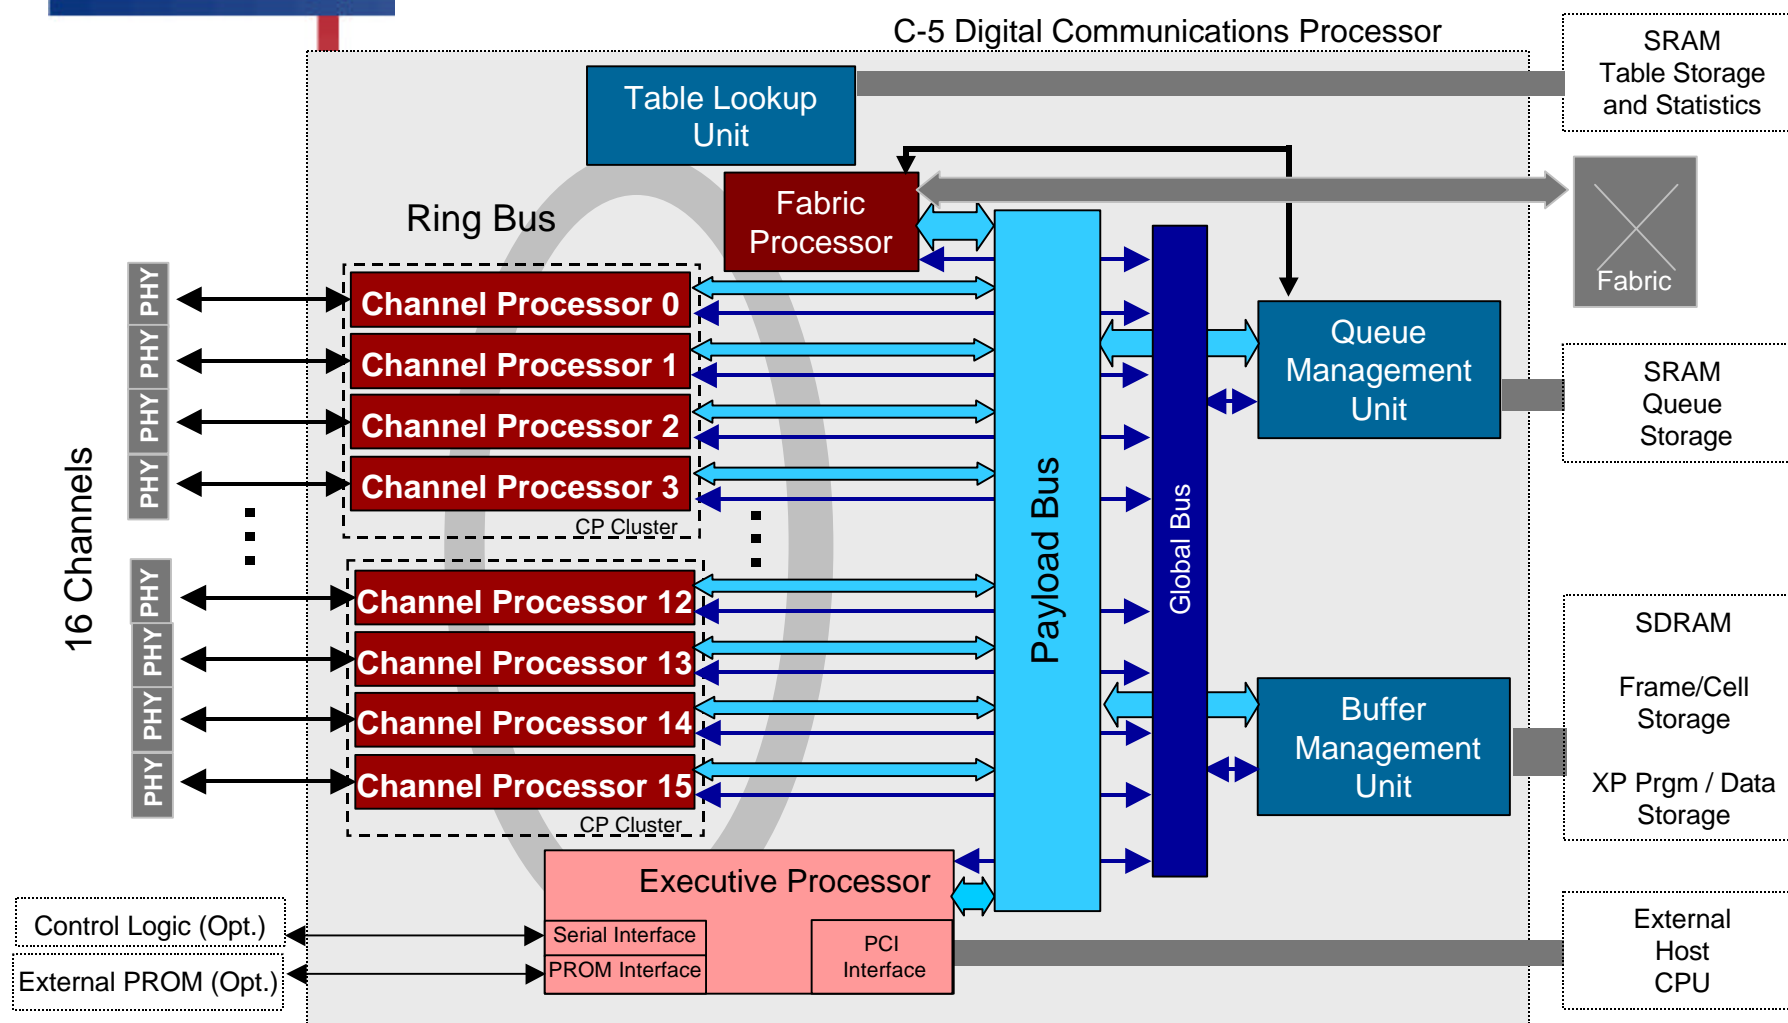 C-5 Digital Communications Processor
SRAM
Table Storage
and Statistics
Table Lookup
Unit
Fabric
Processor
Fabric
Ring Bus
16 Channels
PHY
PHY
PHY
PHY
PHY
PHY
PHY
PHY
Channel Processor 0
Channel Processor 1
Channel Processor 2
Channel Processor 3
CP Cluster
Channel Processor 12
Channel Processor 13
Channel Processor 14
Channel Processor 15
CP Cluster
Payload Bus
Global Bus
Queue
Management
Unit
SRAM
Queue
Storage
Buffer
Management
Unit
SDRAM
Frame/Cell
Storage
XP Prgm / Data
Storage
Executive Processor
Serial Interface
PROM Interface
PCI
Interface
Control Logic (Opt.)
External PROM (Opt.)
External
Host
CPU